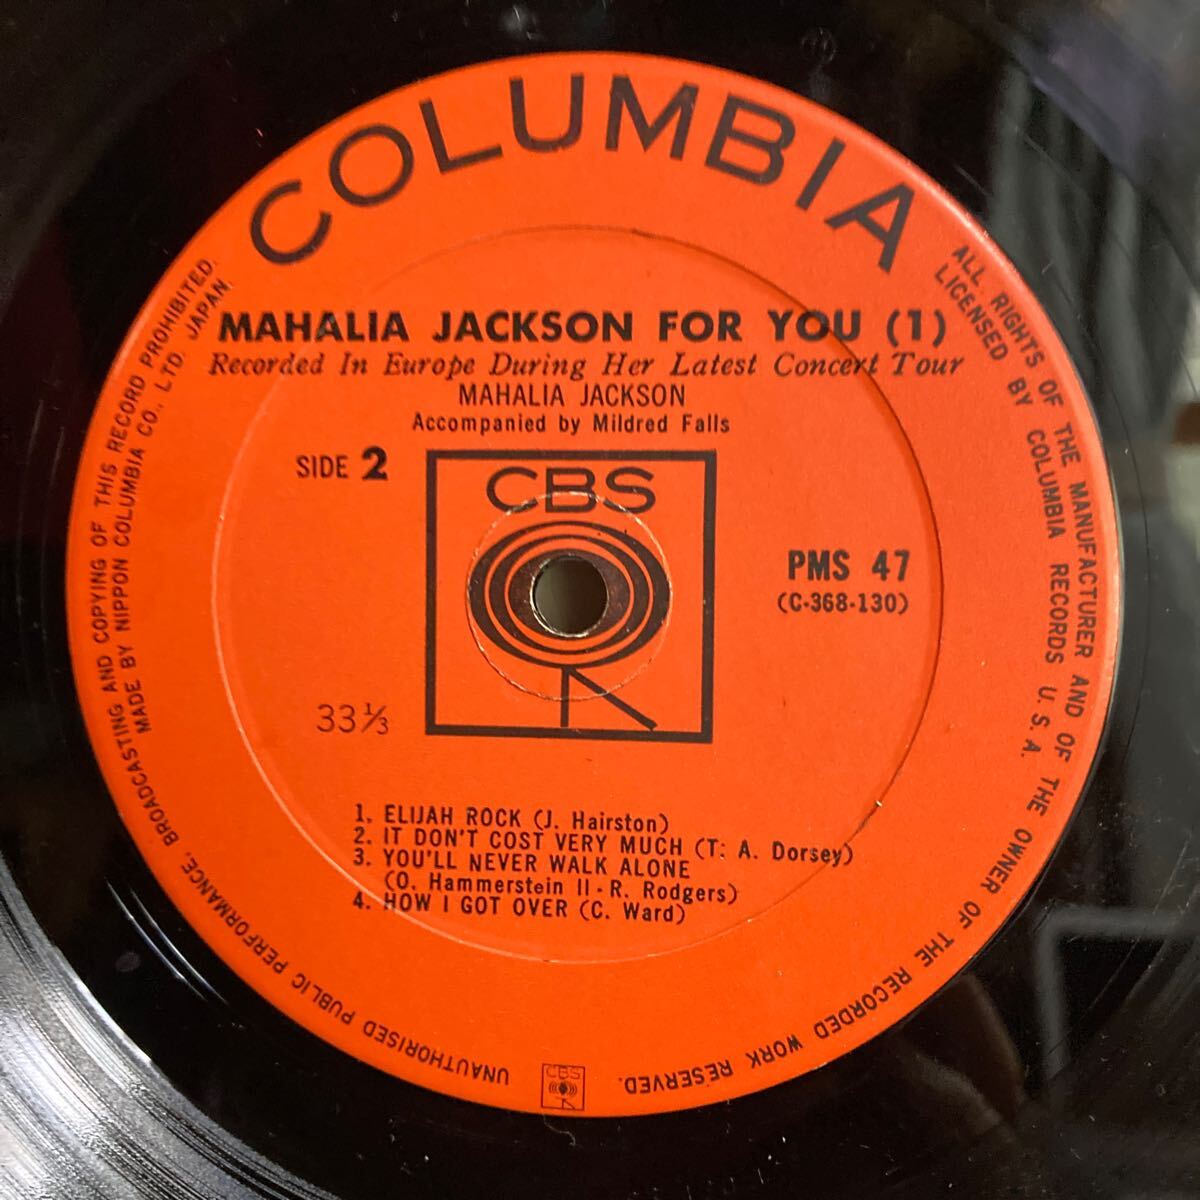 COLUMBIA
MAHALIA JACKSON FOR YOU (1)
Recorded In Europe During Her Latest Concert Tour
MAHALIA JACKSON
Accompanied by Mildred Falls
SIDE 2
CBS
PMS 47
(C-368-130)
33⅓
1. ELIJAH ROCK (J. Hairston)
2. IT DON'T COST VERY MUCH (T. A. Dorsey)
3. YOU'LL NEVER WALK ALONE
(O. Hammerstein II - R. Rodgers)
4. HOW I GOT OVER (C. Ward)
ALL RIGHTS OF THE MANUFACTURER AND OF THE OWNER OF THE RECORDED WORK RESERVED.
LICENSED BY COLUMBIA RECORDS U. S. A.
CBS
UNAUTHORISED PUBLIC PERFORMANCE, BROADCASTING AND COPYING OF THIS RECORD PROHIBITED.
MADE BY NIPPON COLUMBIA CO., LTD. JAPAN.